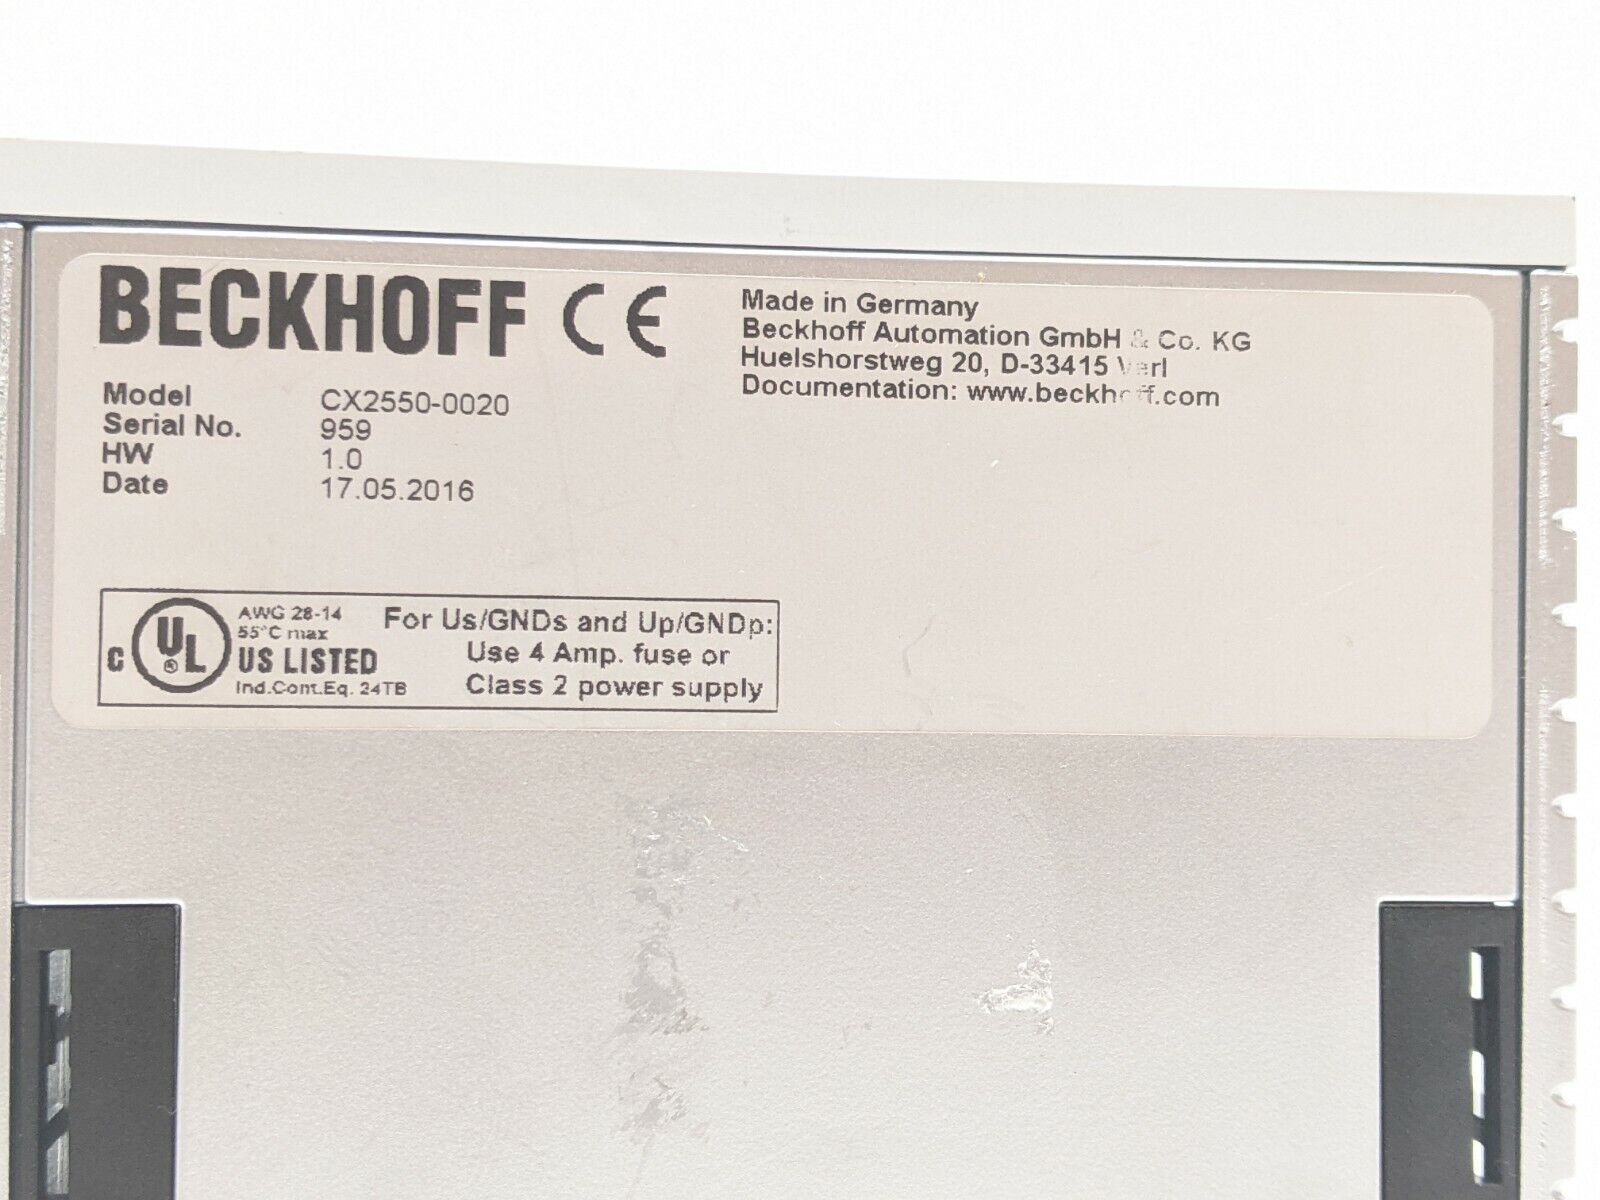 BECKHOFF CE
Model CX2550-0020
Serial No. 959
HW 1.0
Date 17.05.2016
Made in Germany
Beckhoff Automation GmbH & Co. KG
Huelshorstweg 20, D-33415 Verl
Documentation: www.beckhoff.com
C UL ®
AWG 28-14
55°C max
US LISTED
Ind.Cont.Eq. 24TB
For Us/GNDs and Up/GNDp:
Use 4 Amp. fuse or
Class 2 power supply